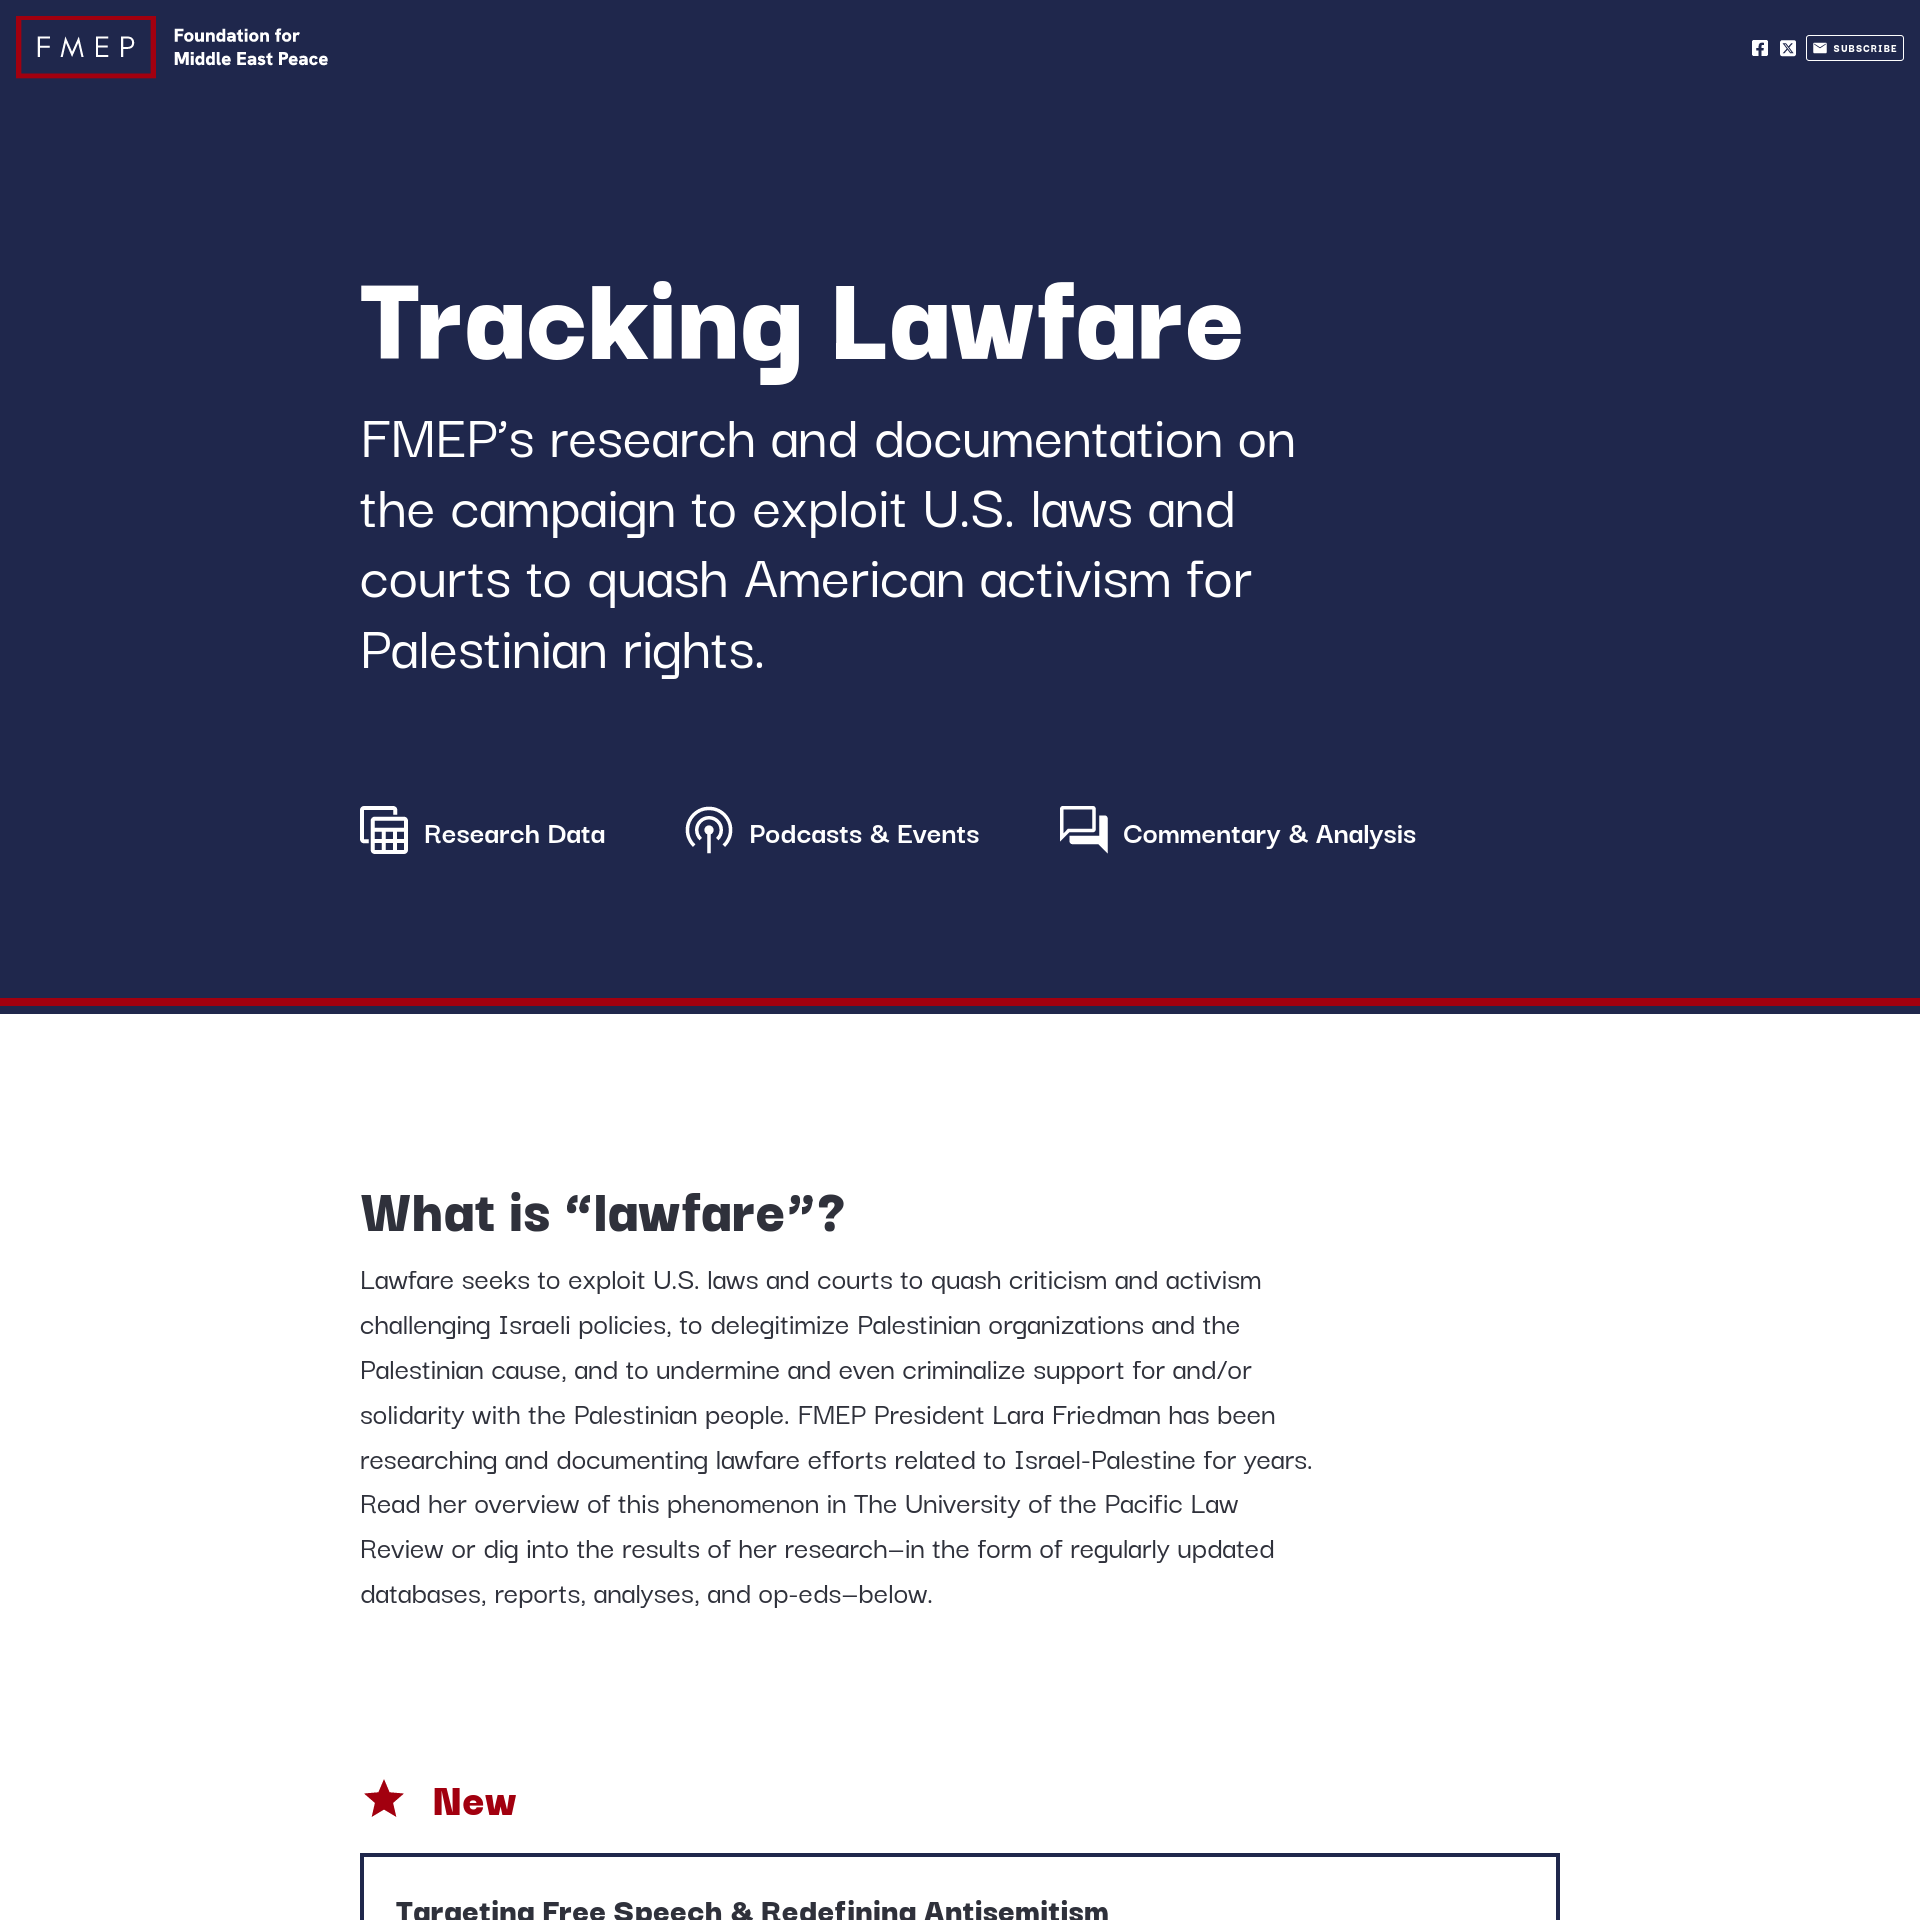 FMEP
Foundation for
Middle East Peace
SUBSCRIBE
Tracking Lawfare
FMEP’s research and documentation on
the campaign to exploit U.S. laws and
courts to quash American activism for
Palestinian rights.
Research Data
Podcasts & Events
Commentary & Analysis
What is “lawfare”?
Lawfare seeks to exploit U.S. laws and courts to quash criticism and activism
challenging Israeli policies, to delegitimize Palestinian organizations and the
Palestinian cause, and to undermine and even criminalize support for and/or
solidarity with the Palestinian people. FMEP President Lara Friedman has been
researching and documenting lawfare efforts related to Israel-Palestine for years.
Read her overview of this phenomenon in The University of the Pacific Law
Review or dig into the results of her research—in the form of regularly updated
databases, reports, analyses, and op-eds—below.
New
Targeting Free Speech & Redefining Antisemitism